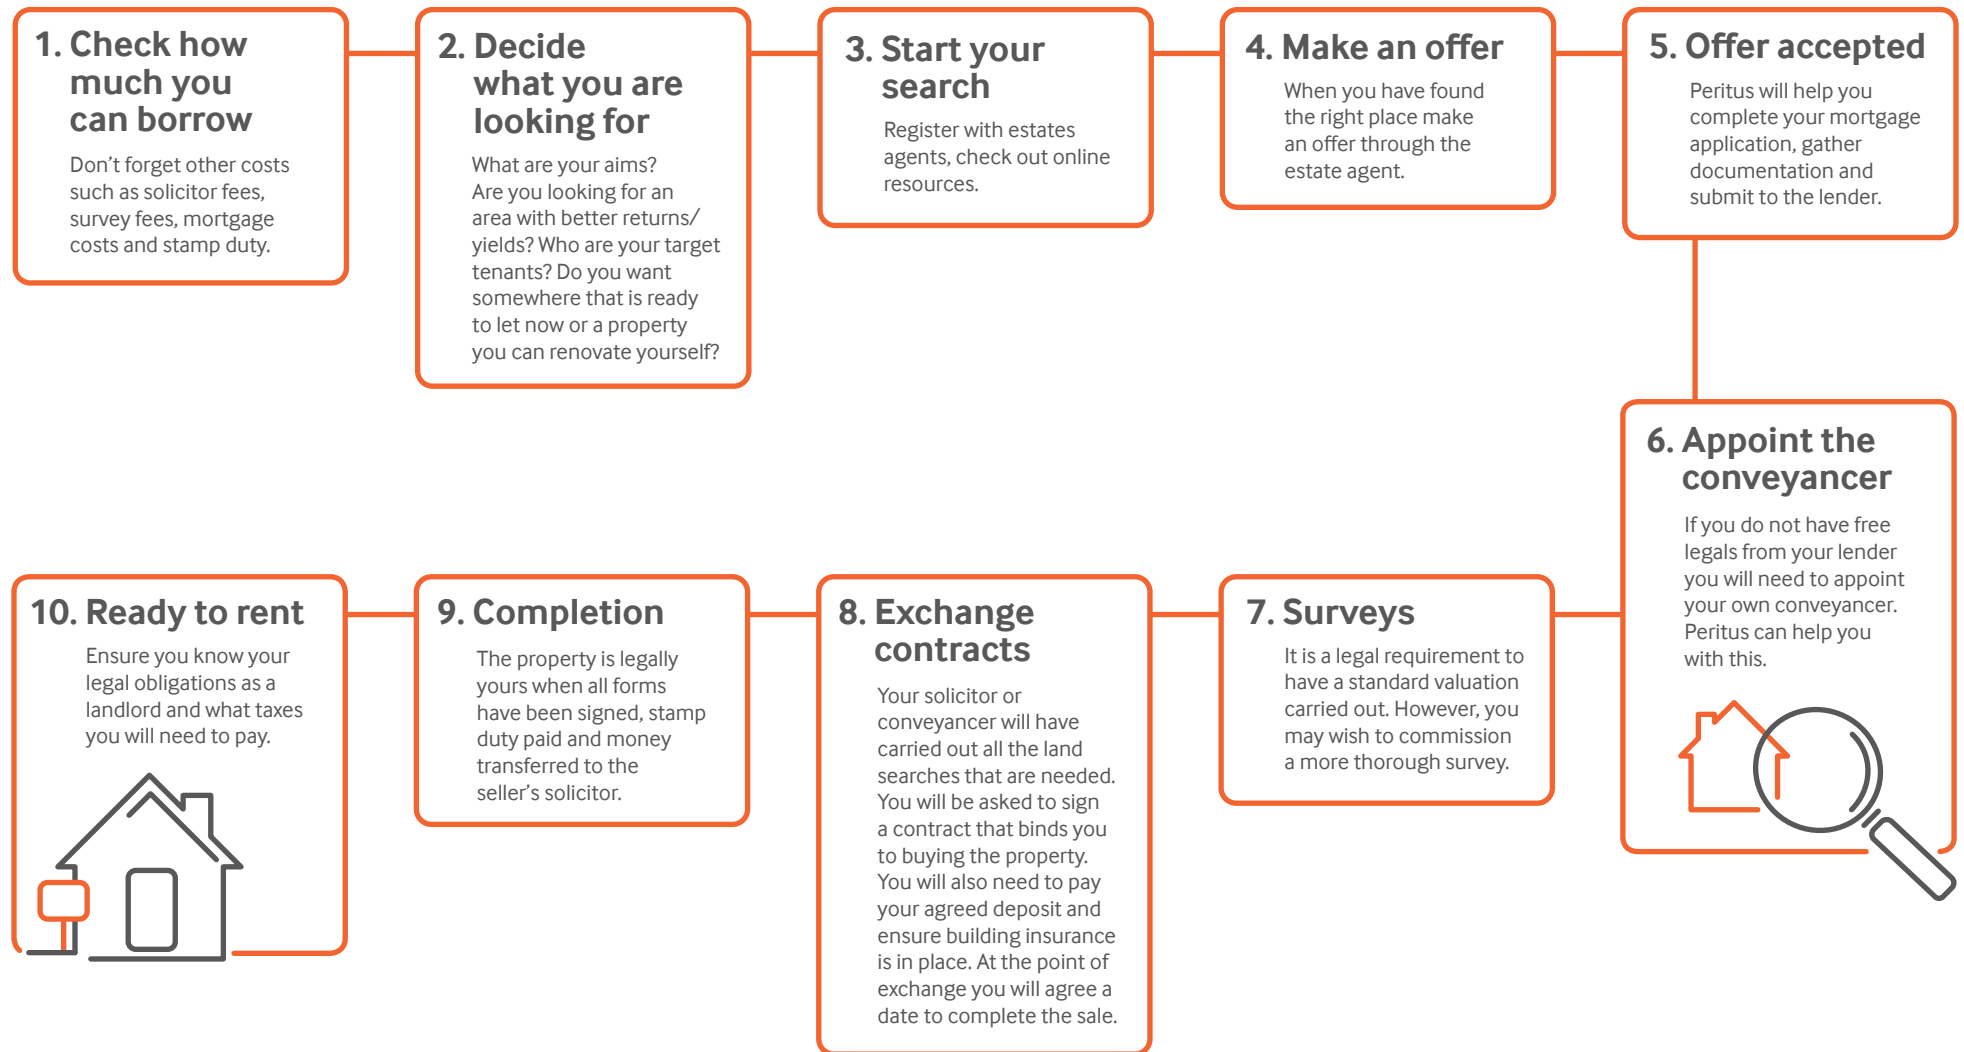 1. Check how
much you
can borrow
Don't forget other costs
such as solicitor fees,
survey fees, mortgage
costs and stamp duty.
2. Decide
what you are
looking for
What are your aims?
Are you looking for an
area with better returns/
yields? Who are your target
tenants? Do you want
somewhere that is ready
to let now or a property
you can renovate yourself?
3. Start your
search
Register with estates
agents, check out online
resources.
4. Make an offer
When you have found
the right place make
an offer through the
estate agent.
5. Offer accepted
Peritus will help you
complete your mortgage
application, gather
documentation and
submit to the lender.
6. Appoint the
conveyancer
If you do not have free
legals from your lender
you will need to appoint
your own conveyancer.
Peritus can help you
with this.
7. Surveys
It is a legal requirement to
have a standard valuation
carried out. However, you
may wish to commission
a more thorough survey.
8. Exchange
contracts
Your solicitor or
conveyancer will have
carried out all the land
searches that are needed.
You will be asked to sign
a contract that binds you
to buying the property.
You will also need to pay
your agreed deposit and
ensure building insurance
is in place. At the point of
exchange you will agree a
date to complete the sale.
9. Completion
The property is legally
yours when all forms
have been signed, stamp
duty paid and money
transferred to the
seller's solicitor.
10. Ready to rent
Ensure you know your
legal obligations as a
landlord and what taxes
you will need to pay.